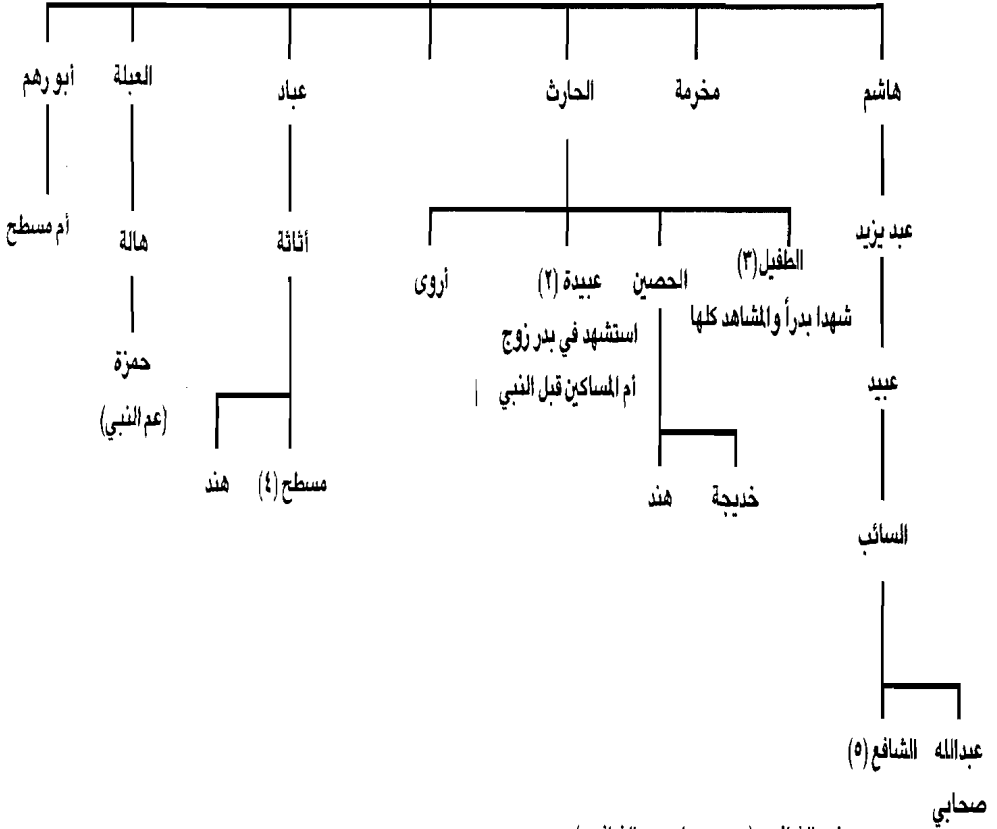 هاشم
مخرمة
الحارث
عباد
العبلة
أبو رهم
عبد يزيد
الطفيل (٣)
الحصين
عبيدة (٢)
أروى
أثاثة
هالة
أم مسطح
شهدا بدرأ والمشاهد كلها
استشهد في بدر زوج
أم المساكين قبل النبي
عبيد
حمزة
(عم النبي)
خديجة
هند
مسطح (٤)
هند
السائب
عبدالله
الشافع (٥)
صحابي